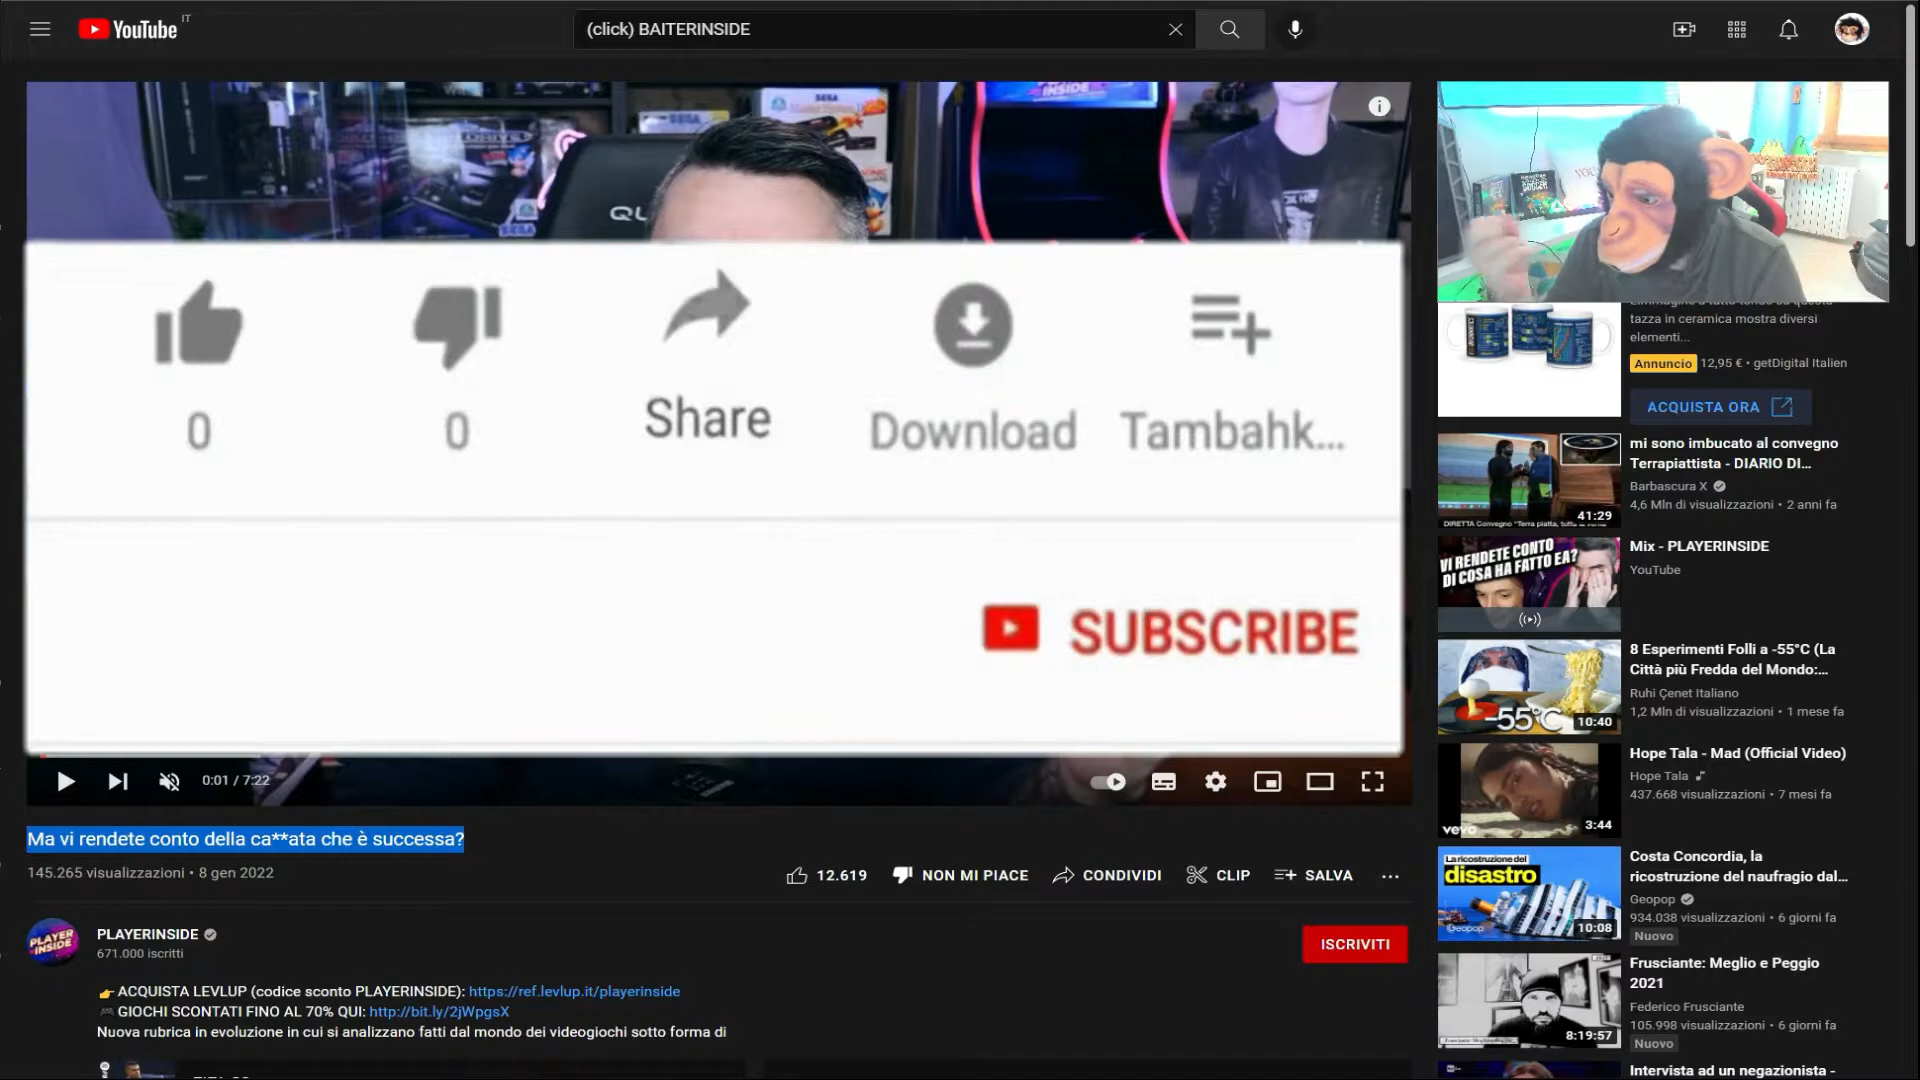 YouTube IT
(click) BAITERINSIDE
INSIDE
SEGA
SEGA
SEGA
QU
0
0
Share
Download
Tambahk...
SUBSCRIBE
0:01 / 7:22
Ma vi rendete conto della ca**ata che è successa?
145.265 visualizzazioni • 8 gen 2022
12.619
NON MI PIACE
CONDIVIDI
CLIP
SALVA
PLAYER INSIDE
PLAYERINSIDE
671.000 iscritti
ISCRIVITI
ACQUISTA LEVLUP (codice sconto PLAYERINSIDE): https://ref.levlup.it/playerinside
GIOCHI SCONTATI FINO AL 70% QUI: http://bit.ly/2jWpgsX
Nuova rubrica in evoluzione in cui si analizzano fatti dal mondo dei videogiochi sotto forma di
tazza in ceramica mostra diversi
elementi...
Annuncio 12,95 € • getDigital Italien
ACQUISTA ORA
41:29
mi sono imbucato al convegno
Terrapiattista - DIARIO DI...
Barbascura X
4,6 Mln di visualizzazioni • 2 anni fa
VI RENDETE CONTO
DI COSA HA FATTO EA?
Mix - PLAYERINSIDE
YouTube
-55°C
10:40
8 Esperimenti Folli a -55°C (La
Città più Fredda del Mondo:...
Ruhi Çenet Italiano
1,2 Mln di visualizzazioni • 1 mese fa
vevo
3:44
Hope Tala - Mad (Official Video)
Hope Tala
437.668 visualizzazioni • 7 mesi fa
La ricostruzione del
disastro
Geopop
10:08
Costa Concordia, la
ricostruzione del naufragio dal...
Geopop
934.038 visualizzazioni • 6 giorni fa
Nuovo
8:19:57
Frusciante: Meglio e Peggio
2021
Federico Frusciante
105.998 visualizzazioni • 6 giorni fa
Nuovo
Intervista ad un negazionista -